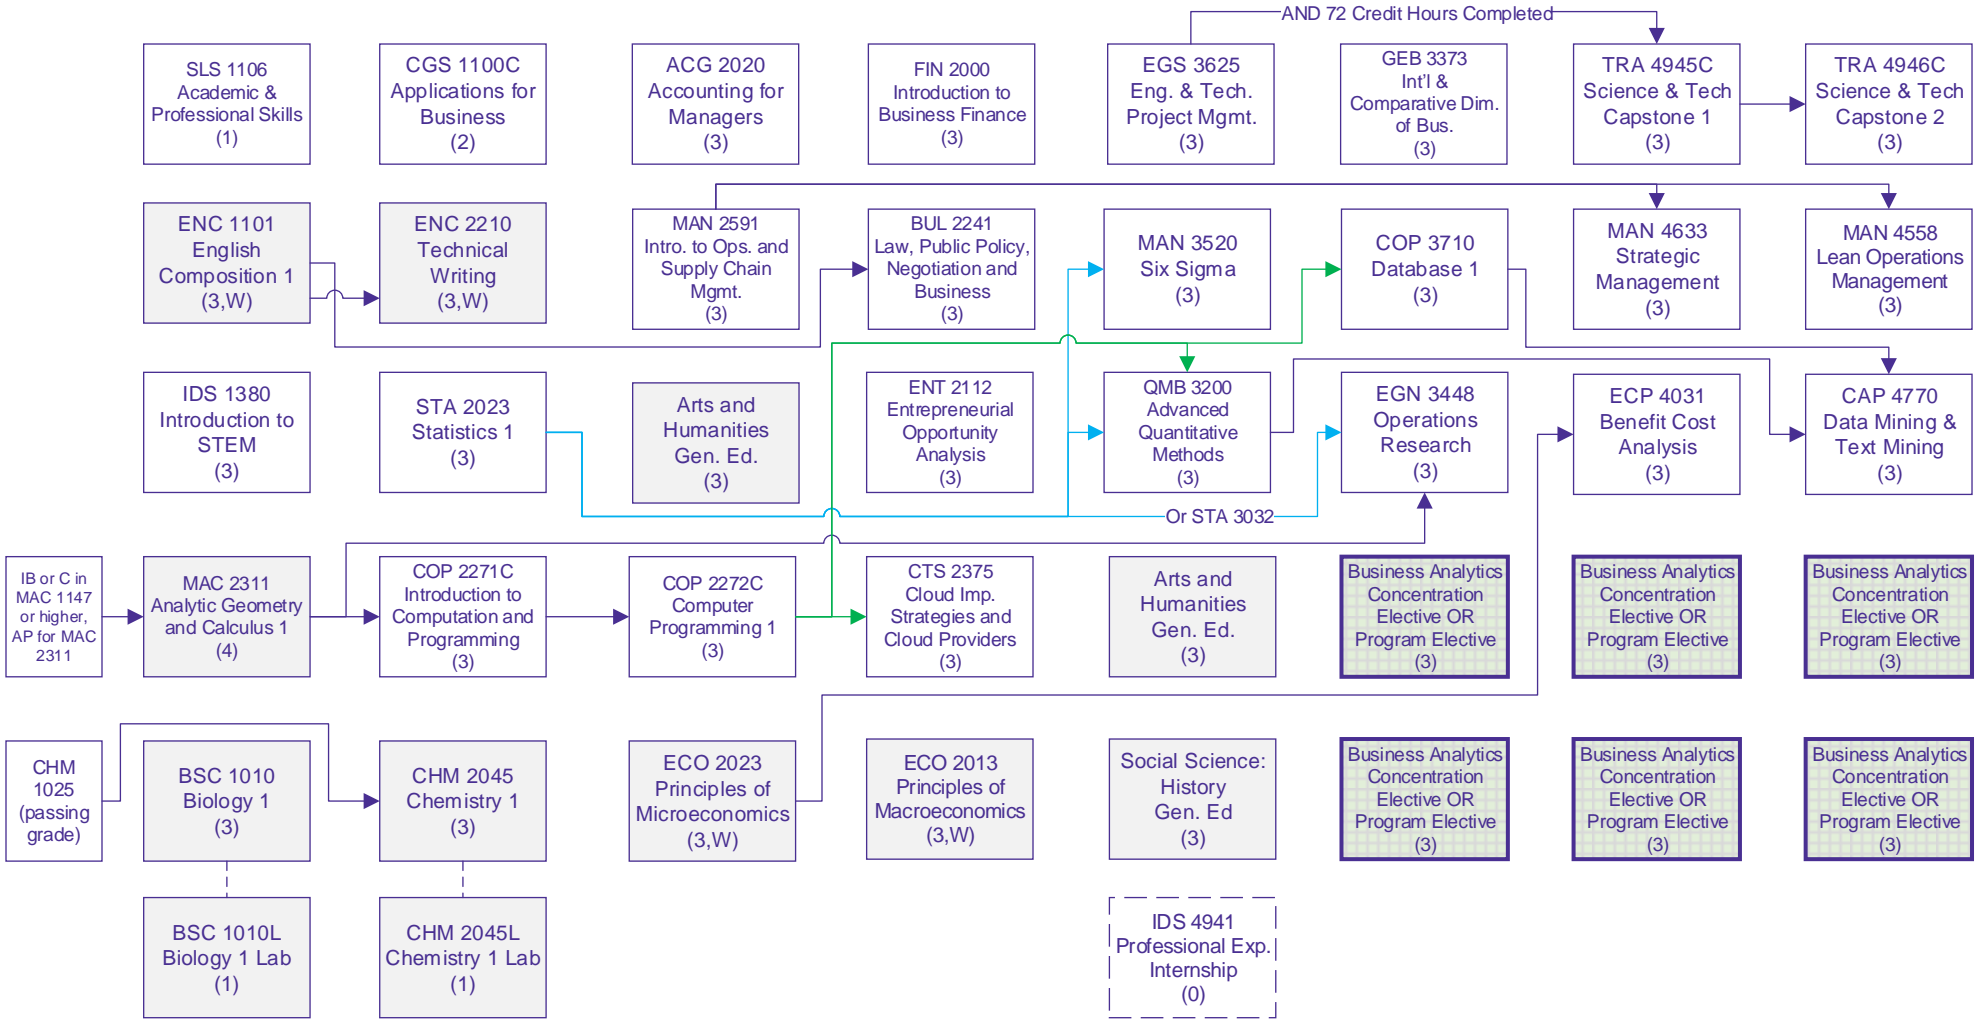 AND 72 Credit Hours Completed
SLS 1106
Academic &
Professional Skills
(1)
CGS 1100C
Applications for
Business
(2)
ACG 2020
Accounting for
Managers
(3)
FIN 2000
Introduction to
Business Finance
(3)
EGS 3625
Eng. & Tech.
Project Mgmt.
(3)
GEB 3373
Int'l &
Comparative Dim.
of Bus.
(3)
TRA 4945C
Science & Tech
Capstone 1
(3)
TRA 4946C
Science & Tech
Capstone 2
(3)
ENC 1101
English
Composition 1
(3,W)
ENC 2210
Technical
Writing
(3,W)
MAN 2591
Intro. to Ops. and
Supply Chain
Mgmt.
(3)
BUL 2241
Law, Public Policy,
Negotiation and
Business
(3)
MAN 3520
Six Sigma
(3)
COP 3710
Database 1
(3)
MAN 4633
Strategic
Management
(3)
MAN 4558
Lean Operations
Management
(3)
IDS 1380
Introduction to
STEM
(3)
STA 2023
Statistics 1
(3)
Arts and
Humanities
Gen. Ed.
(3)
ENT 2112
Entrepreneurial
Opportunity
Analysis
(3)
QMB 3200
Advanced
Quantitative
Methods
(3)
EGN 3448
Operations
Research
(3)
ECP 4031
Benefit Cost
Analysis
(3)
CAP 4770
Data Mining &
Text Mining
(3)
Or STA 3032
IB or C in
MAC 1147
or higher,
AP for MAC
2311
MAC 2311
Analytic Geometry
and Calculus 1
(4)
COP 2271C
Introduction to
Computation and
Programming
(3)
COP 2272C
Computer
Programming 1
(3)
CTS 2375
Cloud Imp.
Strategies and
Cloud Providers
(3)
Arts and
Humanities
Gen. Ed.
(3)
Business Analytics
Concentration
Elective OR
Program Elective
(3)
Business Analytics
Concentration
Elective OR
Program Elective
(3)
Business Analytics
Concentration
Elective OR
Program Elective
(3)
CHM
1025
(passing
grade)
BSC 1010
Biology 1
(3)
CHM 2045
Chemistry 1
(3)
ECO 2023
Principles of
Microeconomics
(3,W)
ECO 2013
Principles of
Macroeconomics
(3,W)
Social Science:
History
Gen. Ed
(3)
Business Analytics
Concentration
Elective OR
Program Elective
(3)
Business Analytics
Concentration
Elective OR
Program Elective
(3)
Business Analytics
Concentration
Elective OR
Program Elective
(3)
BSC 1010L
Biology 1 Lab
(1)
CHM 2045L
Chemistry 1 Lab
(1)
IDS 4941
Professional Exp.
Internship
(0)